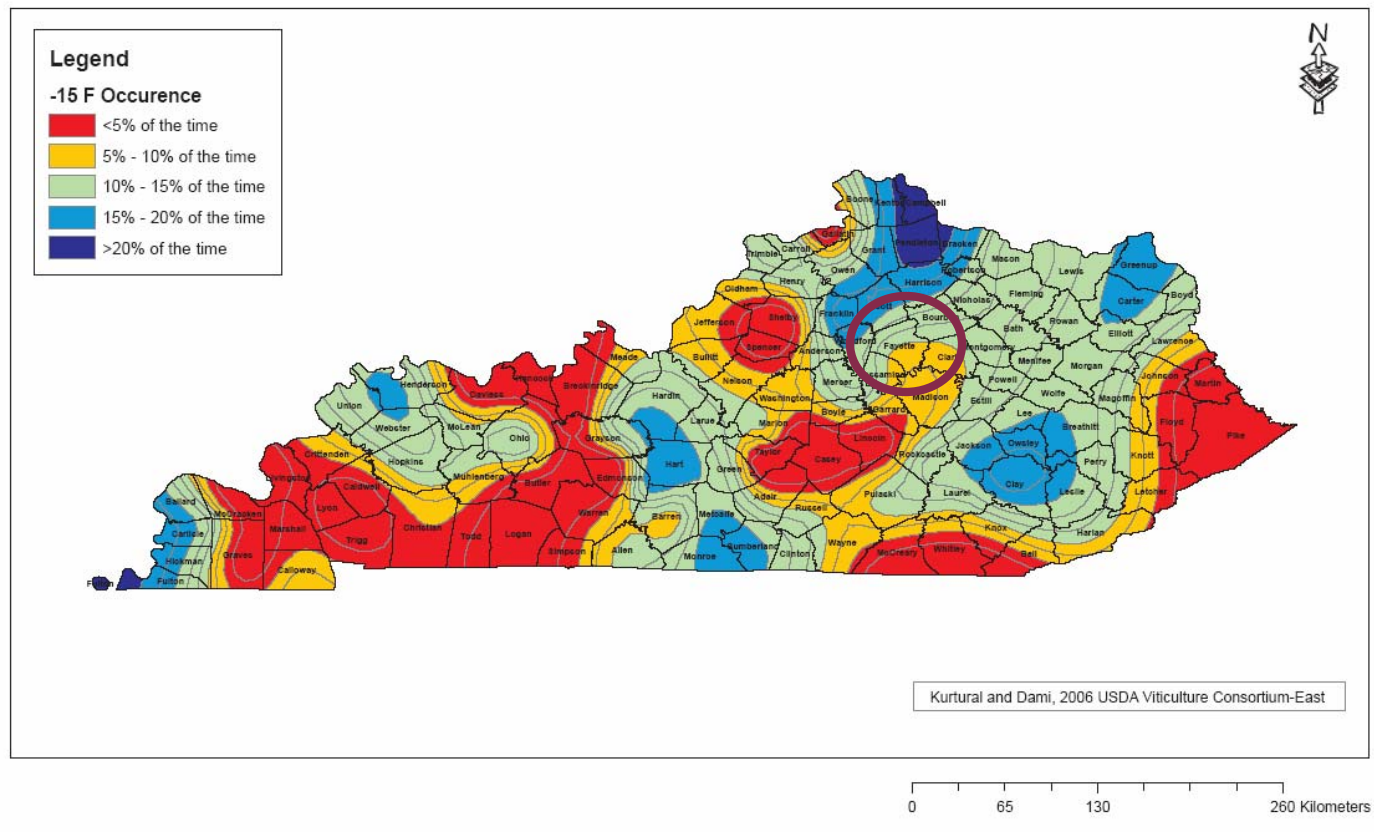 N
Legend
-15 F Occurence
<5% of the time
5% - 10% of the time
10% - 15% of the time
15% - 20% of the time
>20% of the time
Boone
Campbell
Pendleton
Bracken
Grant
Carroll
Trimble
Owen
Henry
Robertson
Mason
Lewis
Greenup
Harrison
Carter
Boyd
Oldham
Nicholas
Fleming
Shelby
Franklin
Jefferson
Bath
Rowan
Elliott
Lawrence
Spencer
Anderson
Fayette
Menifee
Morgan
Meade
Bullitt
Johnson
Martin
Powell
Nelson
Mercer
Hancock
Breckinridge
Henderson
Daviess
Hardin
Washington
Madison
Estill
Wolfe
Magoffin
Union
Boyle
Garrard
Lee
Floyd
Larue
Marion
Breathitt
Webster
McLean
Ohio
Grayson
Lincoln
Jackson
Owsley
Pike
Taylor
Casey
Rockcastle
Knott
Crittenden
Hopkins
Hart
Green
Perry
Muhlenberg
Butler
Edmonson
Clay
Leslie
Letcher
Livingston
Caldwell
Adair
Pulaski
Laurel
Ballard
McCracken
Lyon
Russell
Warren
Barren
Metcalfe
Marshall
Christian
Todd
Logan
Knox
Harlan
Carlisle
Trigg
Wayne
Graves
Simpson
Allen
Monroe
Cumberland
Clinton
McCreary
Whitley
Bell
Hickman
Calloway
Fulton
Fulton
Kurtural and Dami, 2006 USDA Viticulture Consortium-East
0 65 130 260 Kilometers